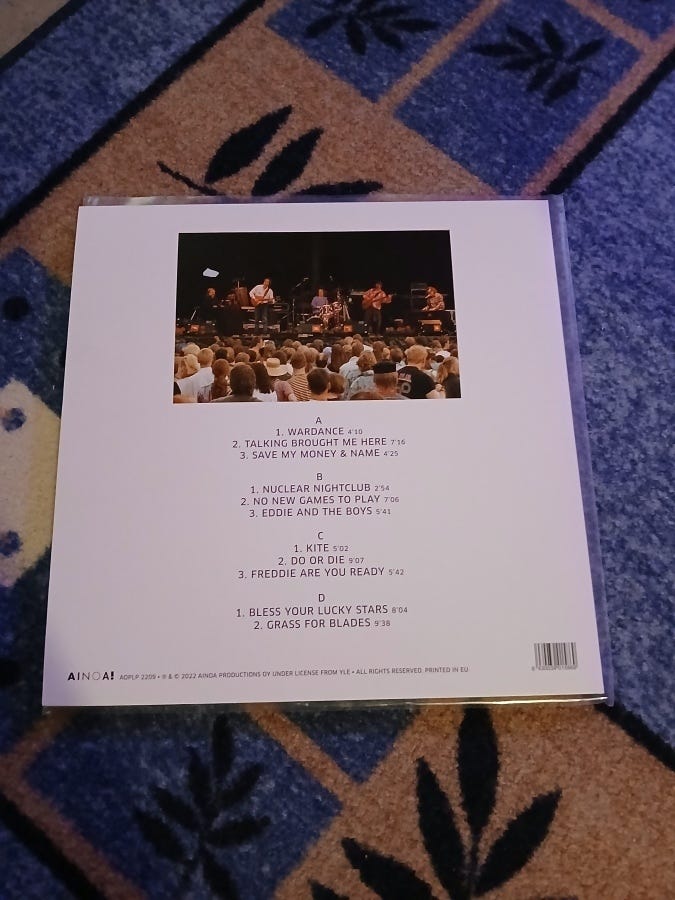 A
1. WARDANCE 4'10
2. TALKING BROUGHT ME HERE 7'16
3. SAVE MY MONEY & NAME 4'25
B
1. NUCLEAR NIGHTCLUB 2'54
2. NO NEW GAMES TO PLAY 7'06
3. EDDIE AND THE BOYS 5'41
C
1. KITE 5'02
2. DO OR DIE 9'07
3. FREDDIE ARE YOU READY 5'42
D
1. BLESS YOUR LUCKY STARS 8'04
2. GRASS FOR BLADES 9'38
AINOA! AOPLP 2209 • ℗ & © 2022 AINOA PRODUCTIONS OY UNDER LICENSE FROM YLE • ALL RIGHTS RESERVED. PRINTED IN EU